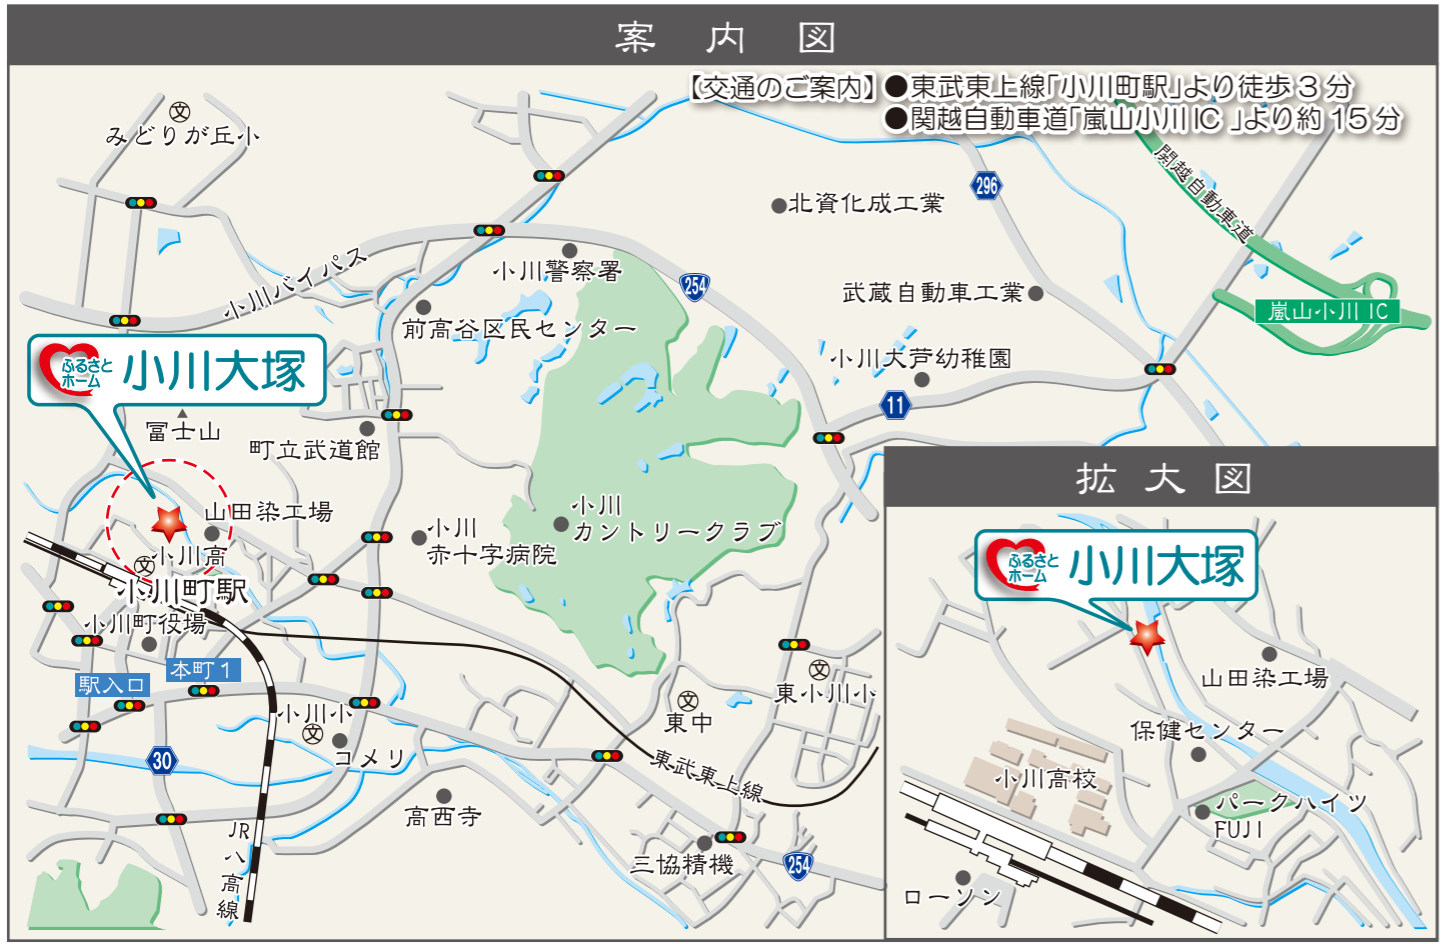 案内図
【交通のご案内】●東武東上線「小川町駅」より徒歩3分
●関越自動車道「嵐山小川IC」より約15分
文
みどりが丘小
関越自動車道
296
●北資化成工業
小川バイパス
小川警察署
254
武蔵自動車工業
嵐山小川IC
前高谷区民センター
ふるさと
ホーム
小川大塚
小川大芦幼稚園
11
冨士山
町立武道館
山田染工場
小川
赤十字病院
小川
カントリークラブ
小川高
文
小川町駅
小川町役場
本町1
駅入口
文
東小川小
文
東中
小川小
文
コメリ
30
東武東上線
高西寺
JR八高線
三協精機
254
拡大図
ふるさと
ホーム
小川大塚
山田染工場
保健センター
小川高校
パークハイツ
FUJI
ローソン